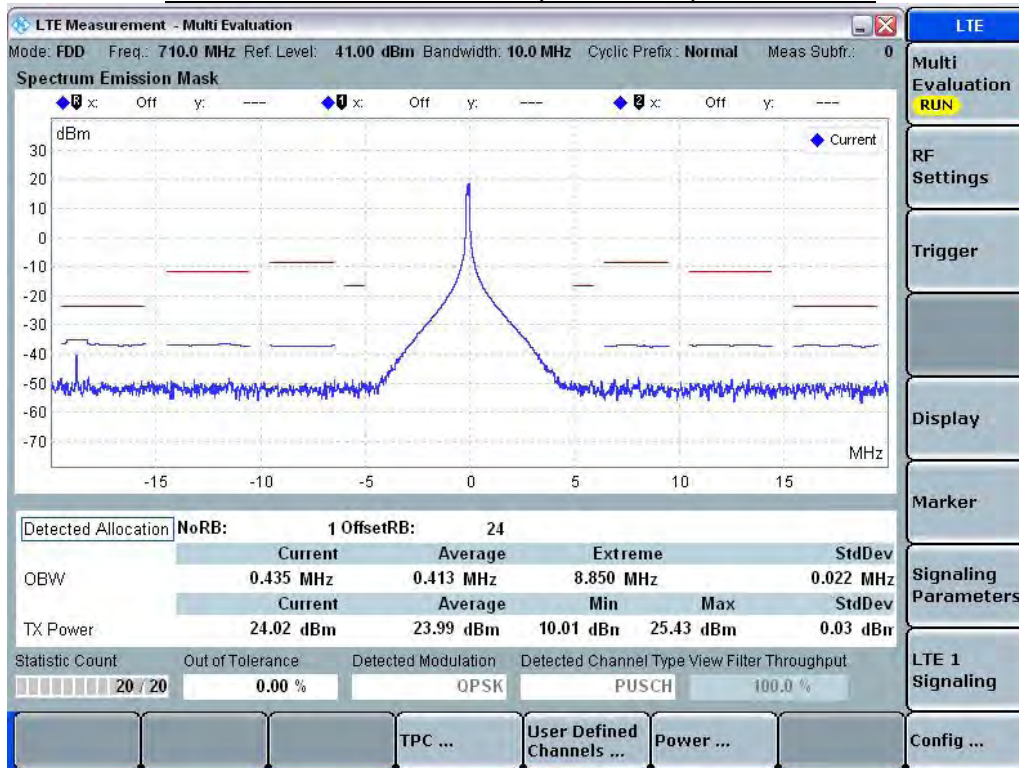 LTE Measurement - Multi Evaluation
LTE
Mode: FDD Freq.: 710.0 MHz Ref. Level: 41.00 dBm Bandwidth: 10.0 MHz Cyclic Prefix: Normal Meas Subfr.: 0
Spectrum Emission Mask
R x: Off y: --- 1 x: Off y: --- 2 x: Off y: ---
dBm
Current
30
20
10
0
-10
-20
-30
-40
-50
-60
-70
MHz
-15 -10 -5 0 5 10 15
Detected Allocation NoRB: 1 OffsetRB: 24
Current Average Extreme StdDev
OBW 0.435 MHz 0.413 MHz 8.850 MHz 0.022 MHz
Current Average Min Max StdDev
TX Power 24.02 dBm 23.99 dBm 10.01 dBm 25.43 dBm 0.03 dBm
Statistic Count Out of Tolerance Detected Modulation Detected Channel Type View Filter Throughput
20 / 20 0.00 % QPSK PUSCH 100.0 %
Multi
Evaluation
RUN
RF
Settings
Trigger
Display
Marker
Signaling
Parameters
LTE 1
Signaling
TPC ...
User Defined
Channels ...
Power ...
Config ...